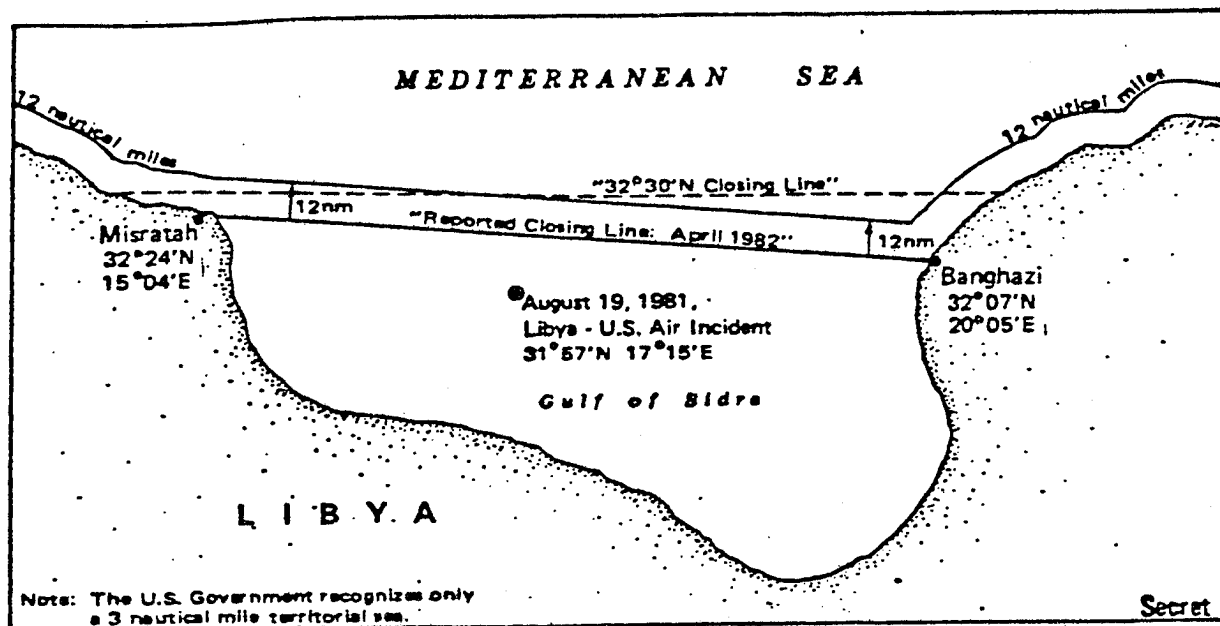 MEDITERRANEAN SEA
12 nautical miles
12 nautical miles
"32°30'N Closing Line"
12nm
"Reported Closing Line: April 1982"
12nm
Misratah
32°24'N
15°04'E
Banghazi
32°07'N
20°05'E
August 19, 1981,
Libya - U.S. Air Incident
31°57'N 17°15'E
Gulf of Sidra
LIBYA
Note: The U.S. Government recognizes only
a 3 nautical mile territorial sea.
Secret